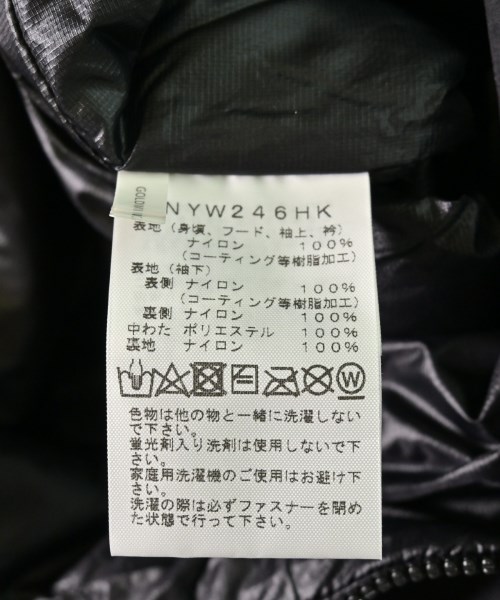 GOLDW
NYW246HK
表地（身頃、フード、袖上、衿）
ナイロン 100%
（コーティング等樹脂加工）
表地（袖下）
表側 ナイロン 100%
（コーティング等樹脂加工）
裏側 ナイロン 100%
中わた ポリエステル 100%
裏地 ナイロン 100%
W
色物は他の物と一緒に洗濯しない
で下さい。
蛍光剤入り洗剤は使用しないで下
さい。
家庭用洗濯機のご使用はお避け下
さい。
洗濯の際は必ずファスナーを閉め
た状態で行って下さい。